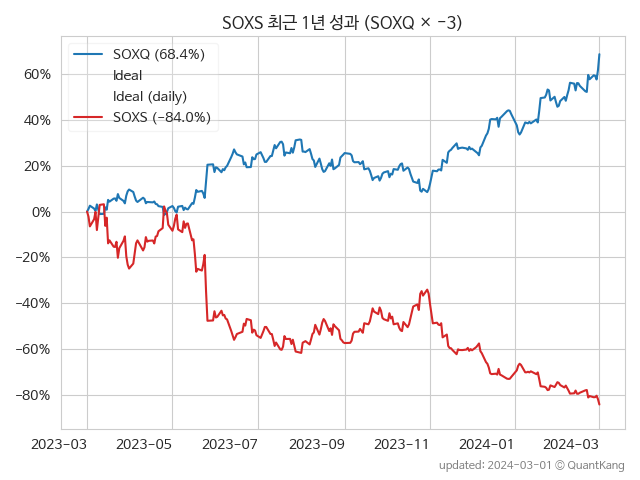 SOXS 최근 1년 성과 (SOXQ × −3)
SOXQ (68.4%)
Ideal
Ideal (daily)
SOXS (−84.0%)
60%
40%
20%
0%
−20%
−40%
−60%
−80%
2023−03 2023−05 2023−07 2023−09 2023−11 2024−01 2024−03
updated: 2024−03−01 © QuantKang